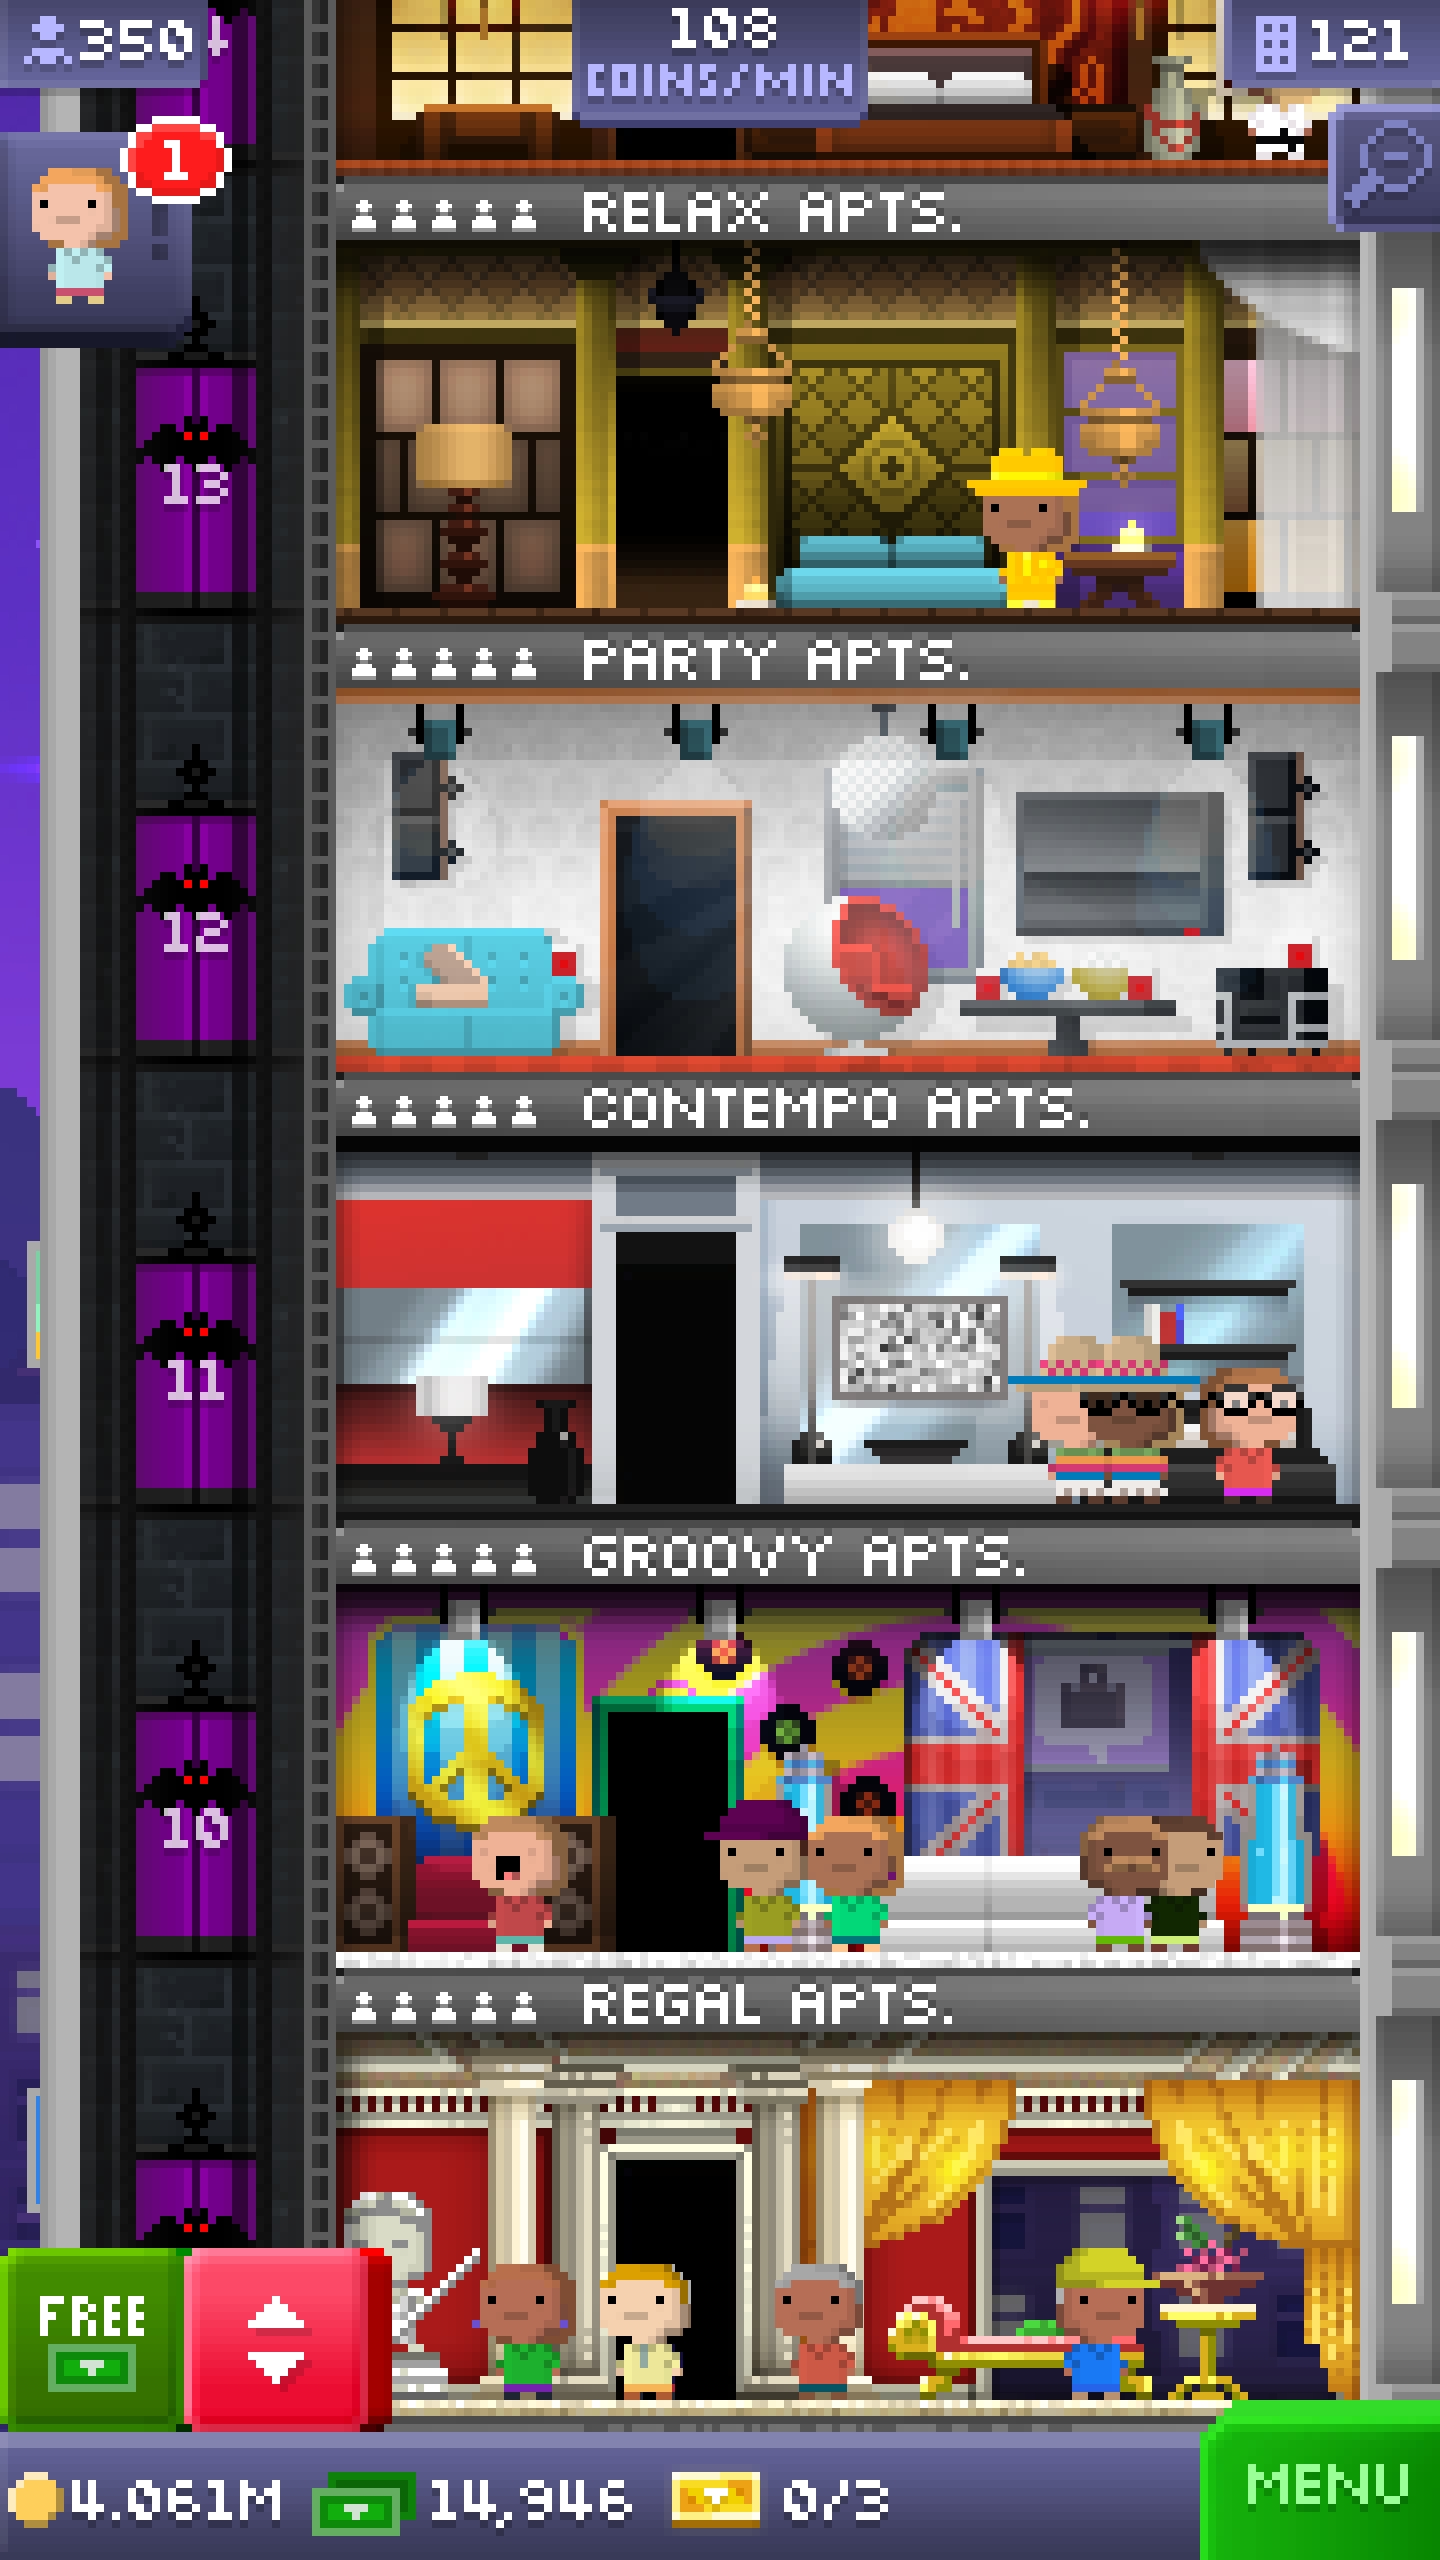 350
108
COINS/MIN
121
1
RELAX APTS.
13
PARTY APTS.
12
CONTEMPO APTS.
11
GROOVY APTS.
10
REGAL APTS.
FREE
4.061M
14,946
0/3
MENU